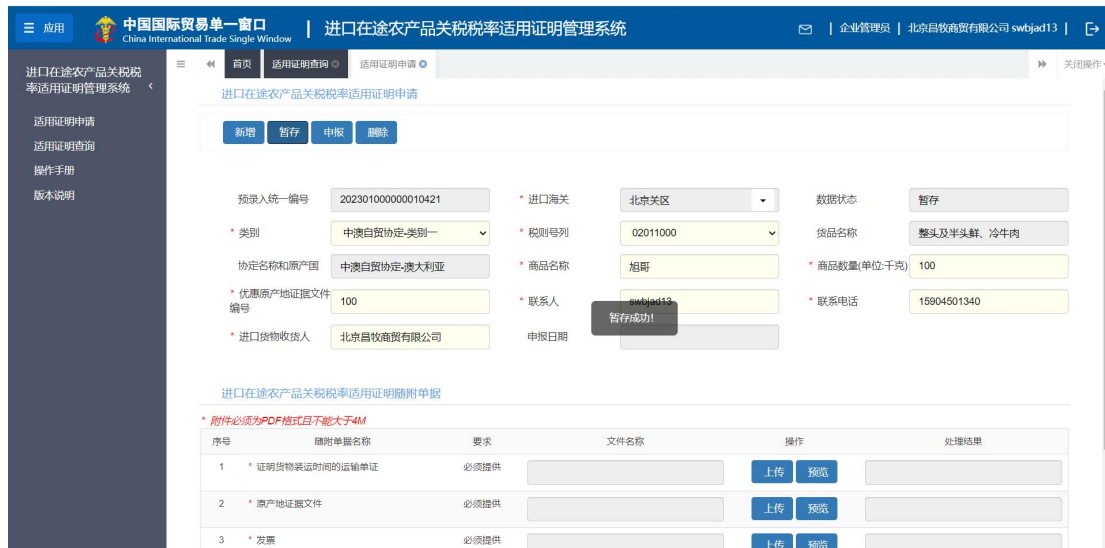 应用
中国国际贸易单一窗口
China International Trade Single Window
进口在途农产品关税税率适用证明管理系统
企业管理员
北京昌牧商贸有限公司 swbjad13
进口在途农产品关税税率适用证明管理系统
适用证明申请
适用证明查询
操作手册
版本说明
首页
适用证明查询
适用证明申请
关闭操作
进口在途农产品关税税率适用证明申请
新增 暂存 申报 删除
预录入统一编号 202301000000010421 * 进口海关 北京关区 数据状态 暂存
* 类别 中澳自贸协定-类别一 * 税则号列 02011000 货品名称 整头及半头鲜、冷牛肉
协定名称和原产国 中澳自贸协定-澳大利亚 * 商品名称 旭哥 * 商品数量(单位:千克) 100
* 优惠原产地证据文件编号 100 * 联系人 swbjad13 * 联系电话 15904501340
暂存成功!
* 进口货物收货人 北京昌牧商贸有限公司 申报日期
进口在途农产品关税税率适用证明随附单据
* 附件必须为PDF格式且不能大于4M
序号 随附单据名称 要求 文件名称 操作 处理结果
1 * 证明货物装运时间的运输单证 必须提供 上传 预览
2 * 原产地证据文件 必须提供 上传 预览
3 * 发票 必须提供 上传 预览